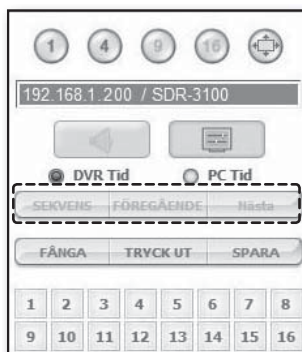 1 4 9 16
192.168.1.200 / SDR-3100
DVR Tid PC Tid
SEKVENS FÖREGÅENDE Nästa
FÅNGA TRYCK UT SPARA
1 2 3 4 5 6 7 8
9 10 11 12 13 14 15 16